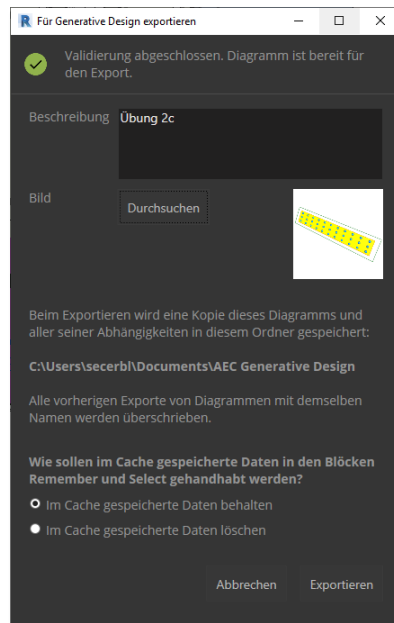 Für Generative Design exportieren
Validierung abgeschlossen. Diagramm ist bereit für
den Export.
Beschreibung
Übung 2c
Bild
Durchsuchen
Beim Exportieren wird eine Kopie dieses Diagramms und
aller seiner Abhängigkeiten in diesem Ordner gespeichert:
C:\Users\secerbl\Documents\AEC Generative Design
Alle vorherigen Exporte von Diagrammen mit demselben
Namen werden überschrieben.
Wie sollen im Cache gespeicherte Daten in den Blöcken
Remember und Select gehandhabt werden?
Im Cache gespeicherte Daten behalten
Im Cache gespeicherte Daten löschen
Abbrechen
Exportieren